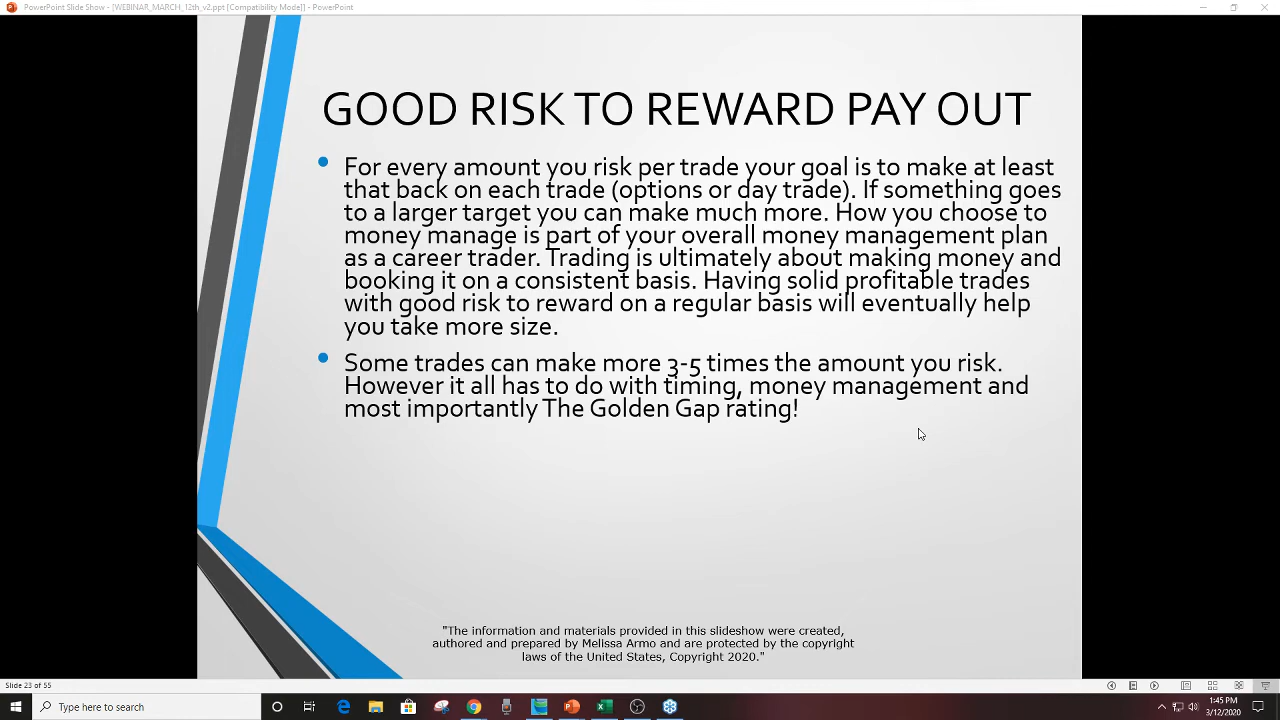 PowerPoint Slide Show - [WEBINAR_MARCH_12th_v2.ppt [Compatibility Mode]] - PowerPoint
GOOD RISK TO REWARD PAY OUT
For every amount you risk per trade your goal is to make at least
that back on each trade (options or day trade). If something goes
to a larger target you can make much more. How you choose to
money manage is part of your overall money management plan
as a career trader. Trading is ultimately about making money and
booking it on a consistent basis. Having solid profitable trades
with good risk to reward on a regular basis will eventually help
you take more size.
Some trades can make more 3-5 times the amount you risk.
However it all has to do with timing, money management and
most importantly The Golden Gap rating!
"The information and materials provided in this slideshow were created,
authored and prepared by Melissa Armo and are protected by the copyright
laws of the United States, Copyright 2020."
Slide 23 of 55
Type here to search
1:45 PM
3/12/2020